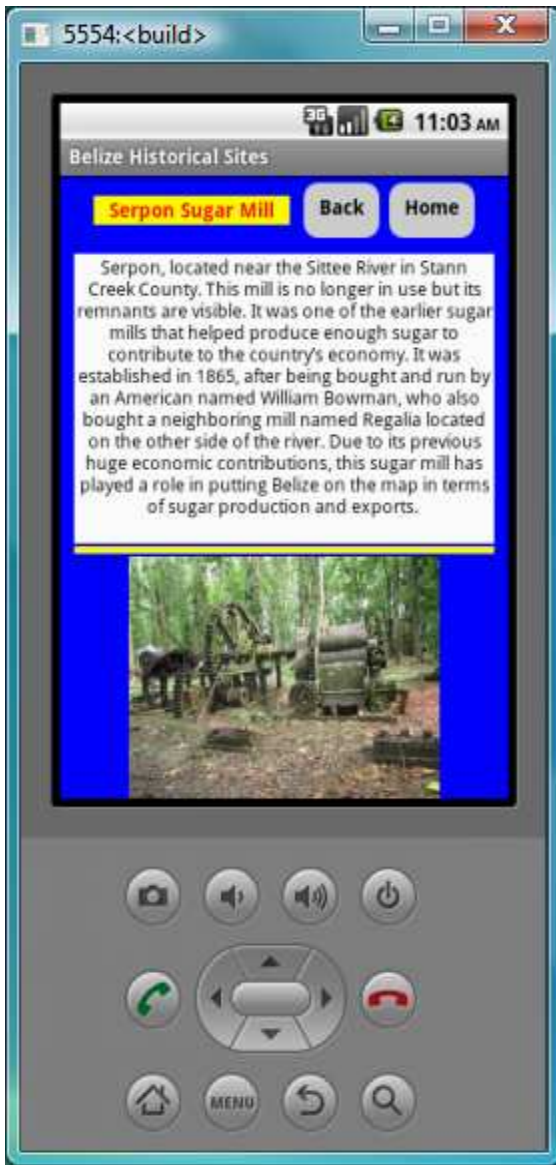 5554:<build>
3G 11:03 AM
Belize Historical Sites
Serpon Sugar Mill Back Home
Serpon, located near the Sittee River in Stann
Creek County. This mill is no longer in use but its
remnants are visible. It was one of the earlier sugar
mills that helped produce enough sugar to
contribute to the country's economy. It was
established in 1865, after being bought and run by
an American named William Bowman, who also
bought a neighboring mill named Regalia located
on the other side of the river. Due to its previous
huge economic contributions, this sugar mill has
played a role in putting Belize on the map in terms
of sugar production and exports.
MENU